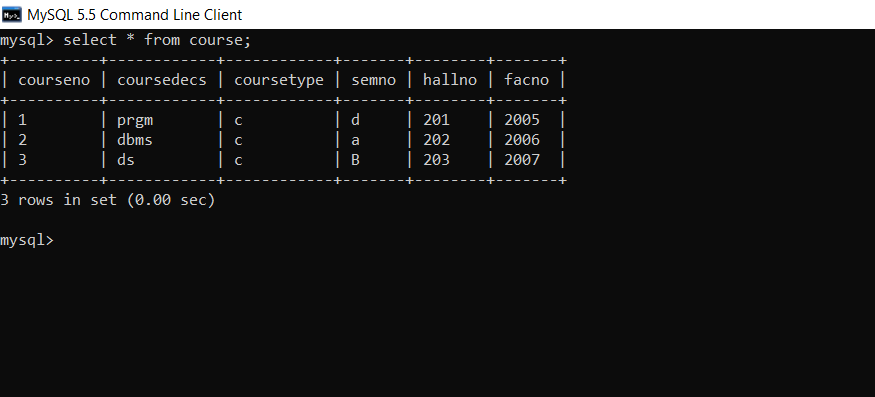 MySQL 5.5 Command Line Client
mysql> select * from course;
+----------+------------+------------+-------+--------+-------+
| courseno | coursedecs | coursetype | semno | hallno | facno |
+----------+------------+------------+-------+--------+-------+
| 1        | prgm       | c          | d     | 201    | 2005  |
| 2        | dbms       | c          | a     | 202    | 2006  |
| 3        | ds         | c          | B     | 203    | 2007  |
+----------+------------+------------+-------+--------+-------+
3 rows in set (0.00 sec)
mysql>